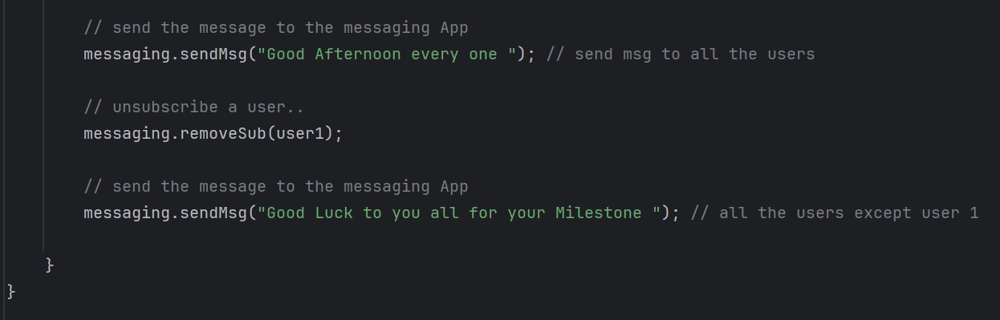 // send the message to the messaging App
messaging.sendMsg("Good Afternoon every one "); // send msg to all the users
// unsubscribe a user..
messaging.removeSub(user1);
// send the message to the messaging App
messaging.sendMsg("Good Luck to you all for your Milestone "); // all the users except user 1
}
}